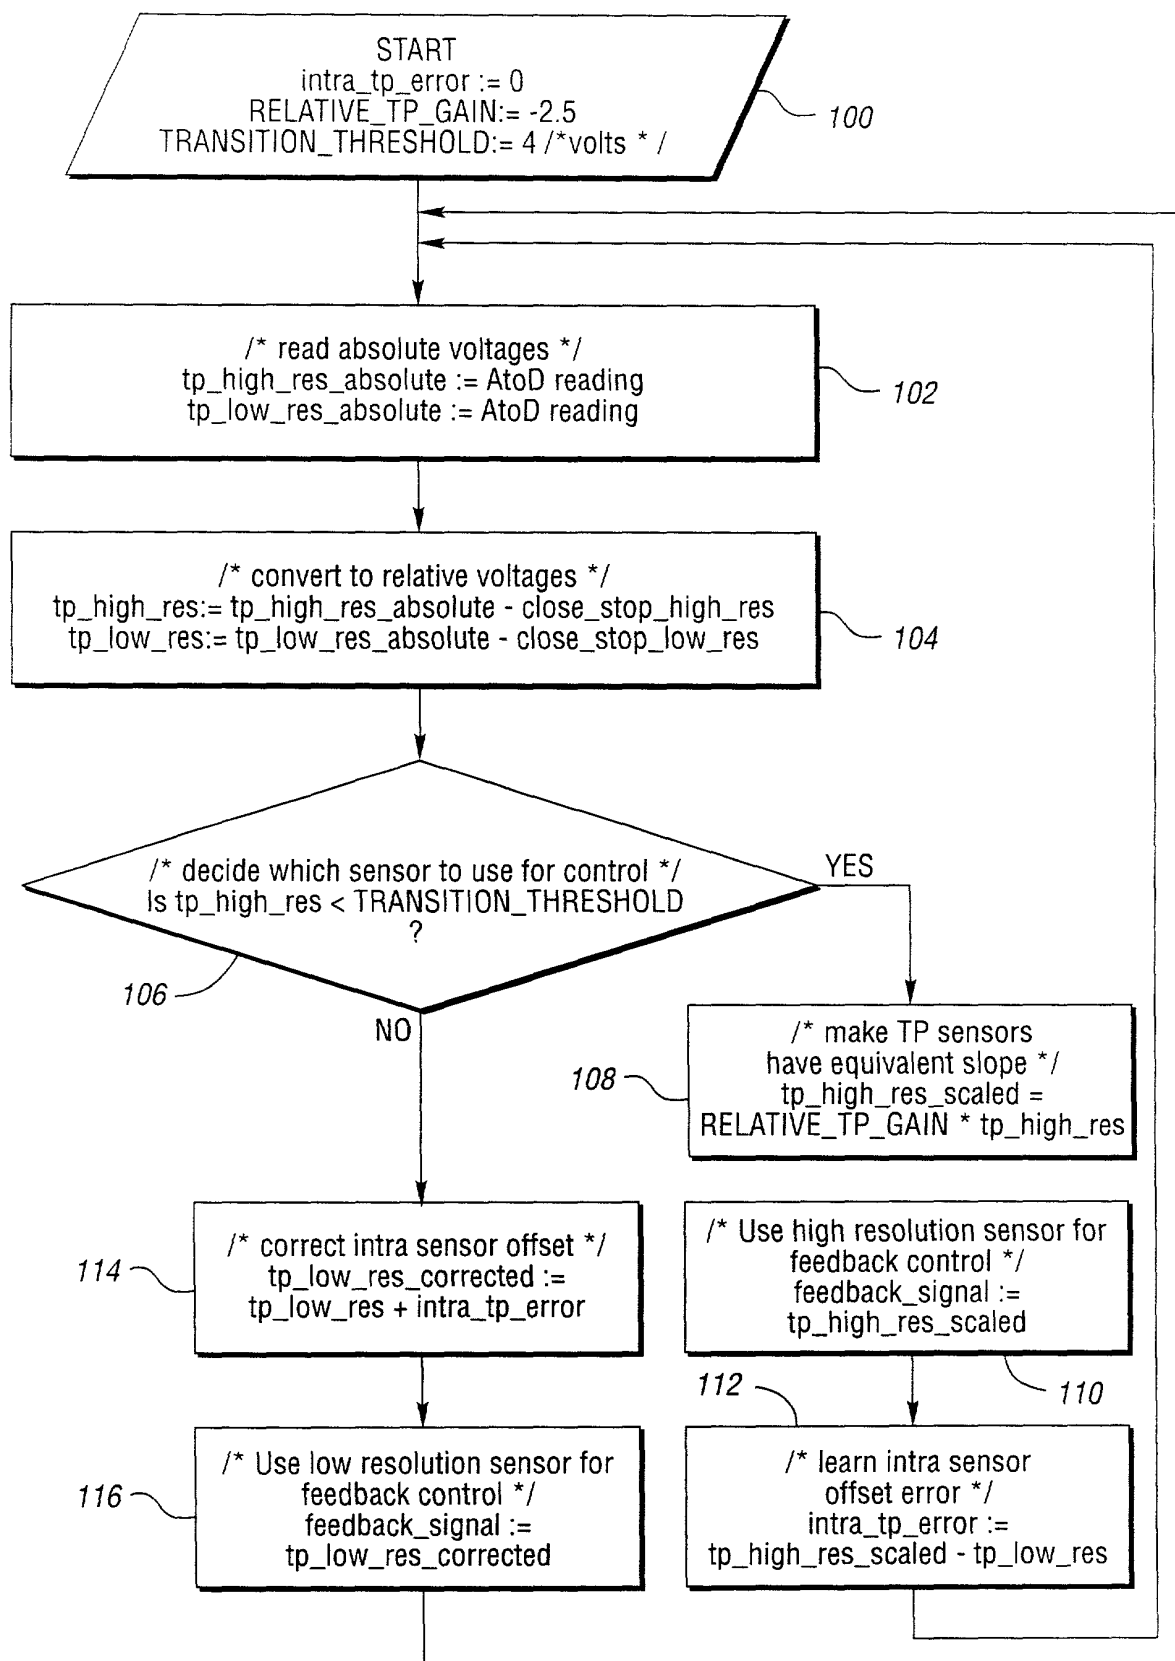 START
intra_tp_error := 0
RELATIVE_TP_GAIN:= -2.5
TRANSITION_THRESHOLD:= 4 /*volts * /
100
/* read absolute voltages */
tp_high_res_absolute := AtoD reading
tp_low_res_absolute := AtoD reading
102
/* convert to relative voltages */
tp_high_res:= tp_high_res_absolute - close_stop_high_res
tp_low_res:= tp_low_res_absolute - close_stop_low_res
104
/* decide which sensor to use for control */
Is tp_high_res < TRANSITION_THRESHOLD
?
YES
106
NO
/* make TP sensors
have equivalent slope */
tp_high_res_scaled =
RELATIVE_TP_GAIN * tp_high_res
108
/* correct intra sensor offset */
tp_low_res_corrected :=
tp_low_res + intra_tp_error
114
/* Use high resolution sensor for
feedback control */
feedback_signal :=
tp_high_res_scaled
110
112
/* Use low resolution sensor for
feedback control */
feedback_signal :=
tp_low_res_corrected
116
/* learn intra sensor
offset error */
intra_tp_error :=
tp_high_res_scaled - tp_low_res